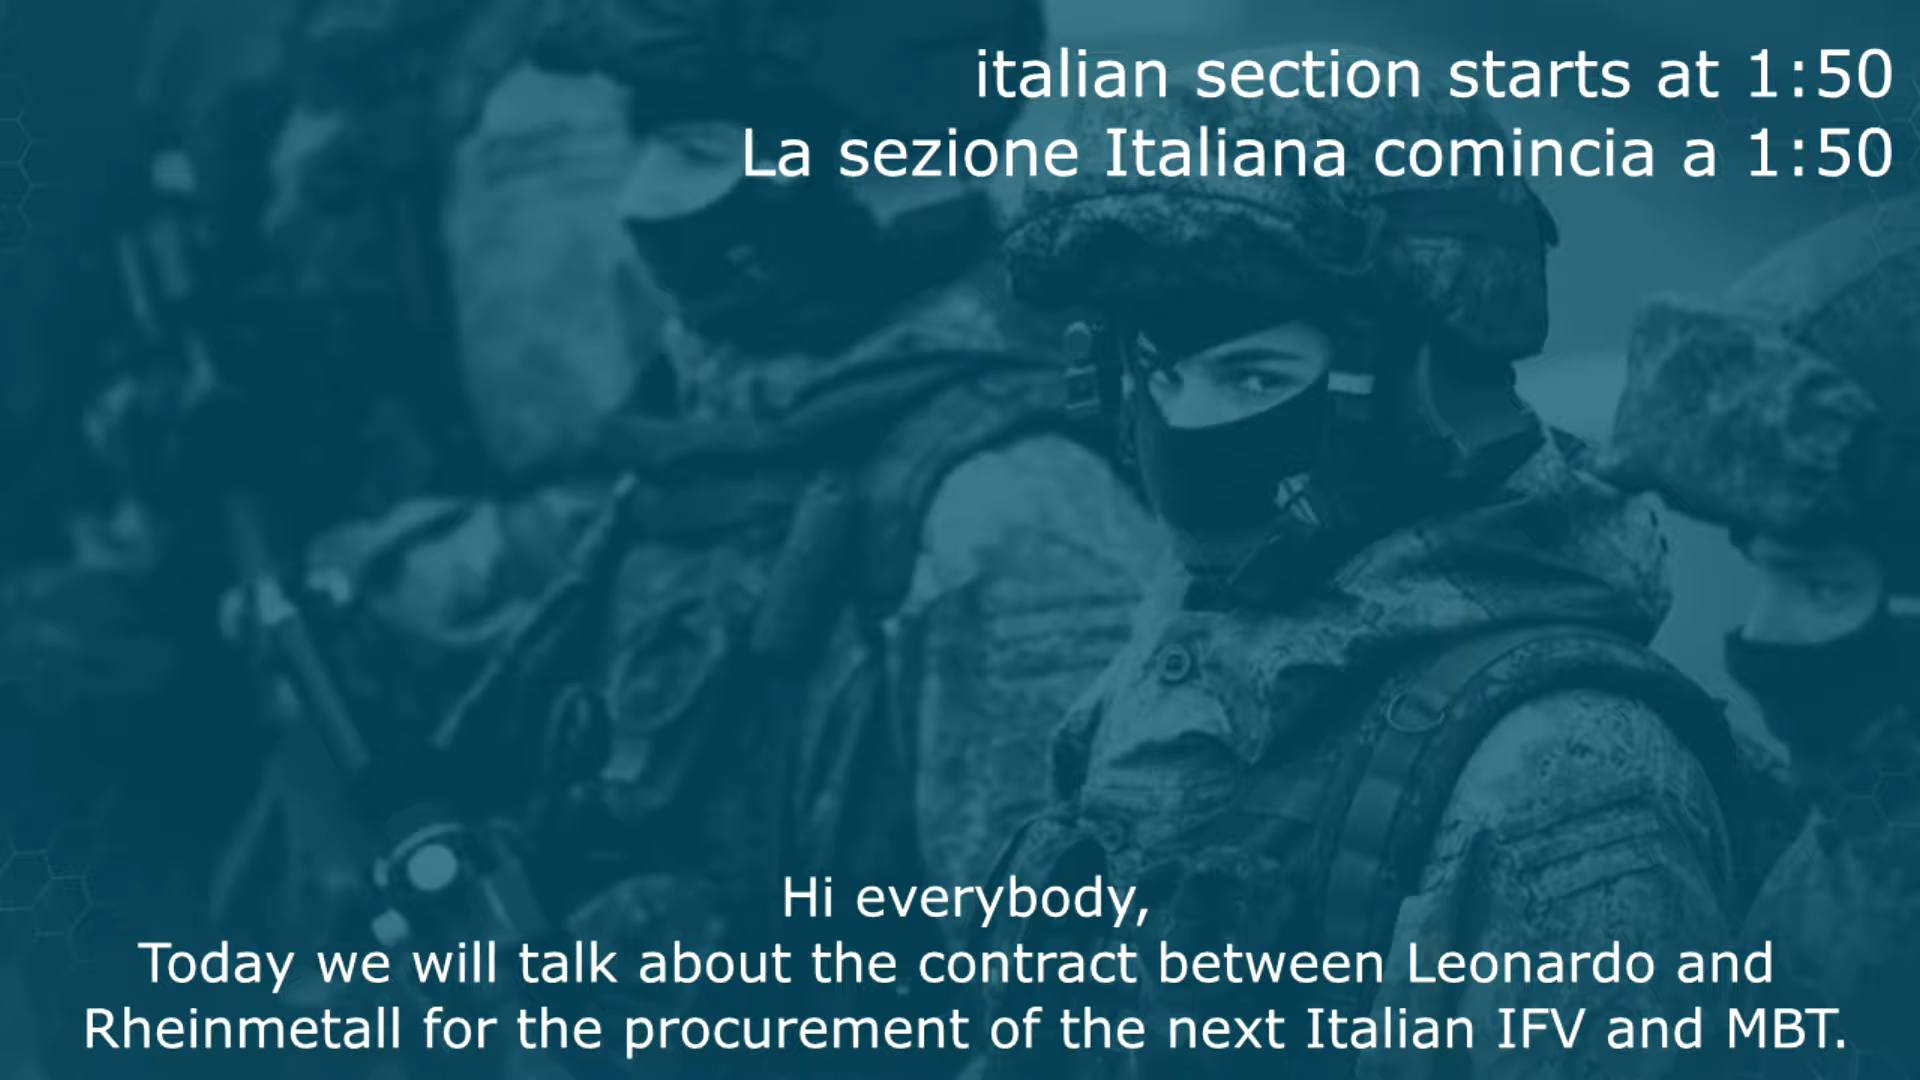 italian section starts at 1:50
La sezione Italiana comincia a 1:50
Hi everybody,
Today we will talk about the contract between Leonardo and
Rheinmetall for the procurement of the next Italian IFV and MBT.